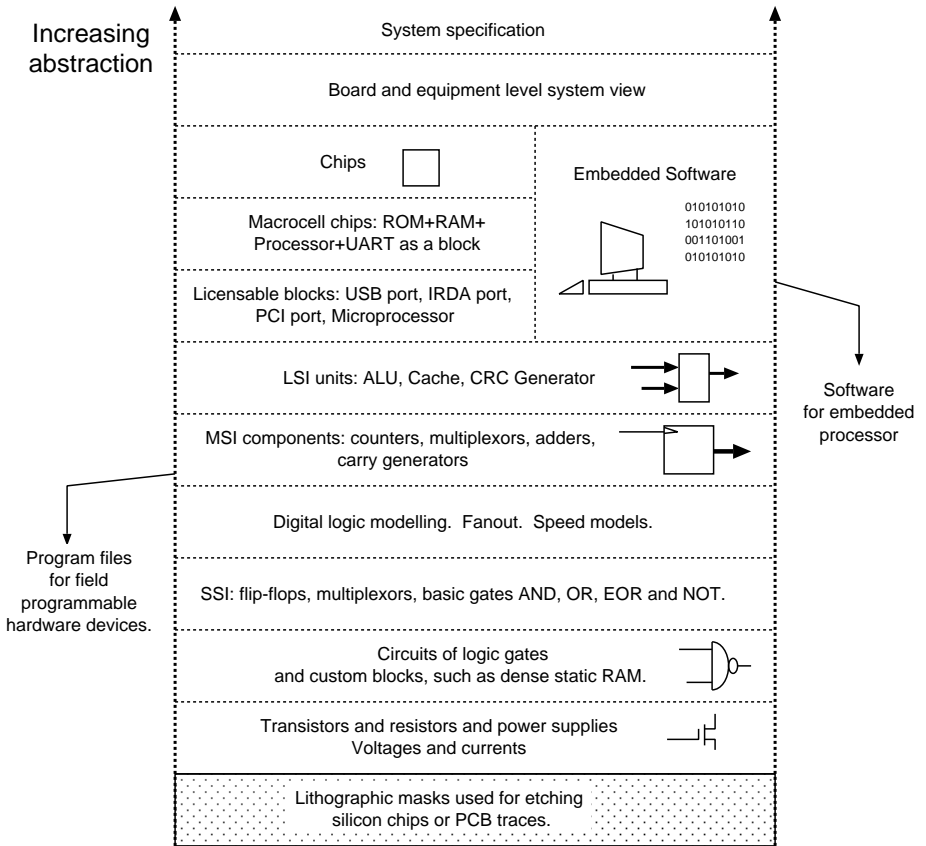 Increasing
abstraction
System specification
Board and equipment level system view
Chips
Embedded Software
010101010
101010110
001101001
010101010
Macrocell chips: ROM+RAM+
Processor+UART as a block
Licensable blocks: USB port, IRDA port,
PCI port, Microprocessor
LSI units: ALU, Cache, CRC Generator
Software
for embedded
processor
MSI components: counters, multiplexors, adders,
carry generators
Digital logic modelling. Fanout. Speed models.
Program files
for field
programmable
hardware devices.
SSI: flip-flops, multiplexors, basic gates AND, OR, EOR and NOT.
Circuits of logic gates
and custom blocks, such as dense static RAM.
Transistors and resistors and power supplies
Voltages and currents
Lithographic masks used for etching
silicon chips or PCB traces.